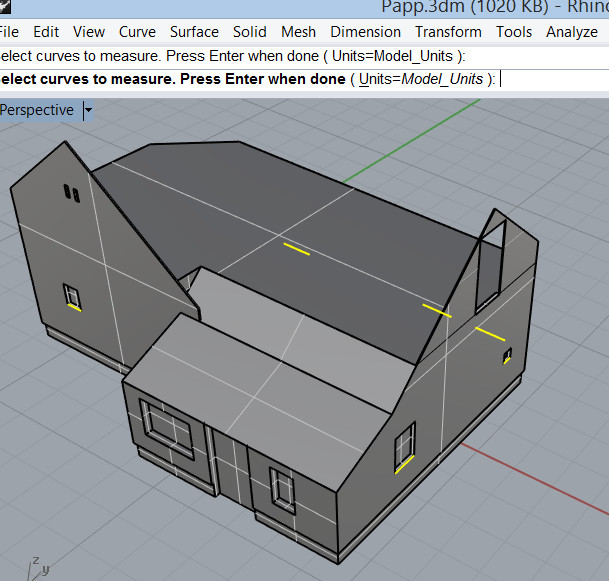 Papp.3dm (1020 KB) - Rhino
File Edit View Curve Surface Solid Mesh Dimension Transform Tools Analyze
elect curves to measure. Press Enter when done ( Units=Model_Units ):
elect curves to measure. Press Enter when done ( Units=Model_Units ):
Perspective
z
y